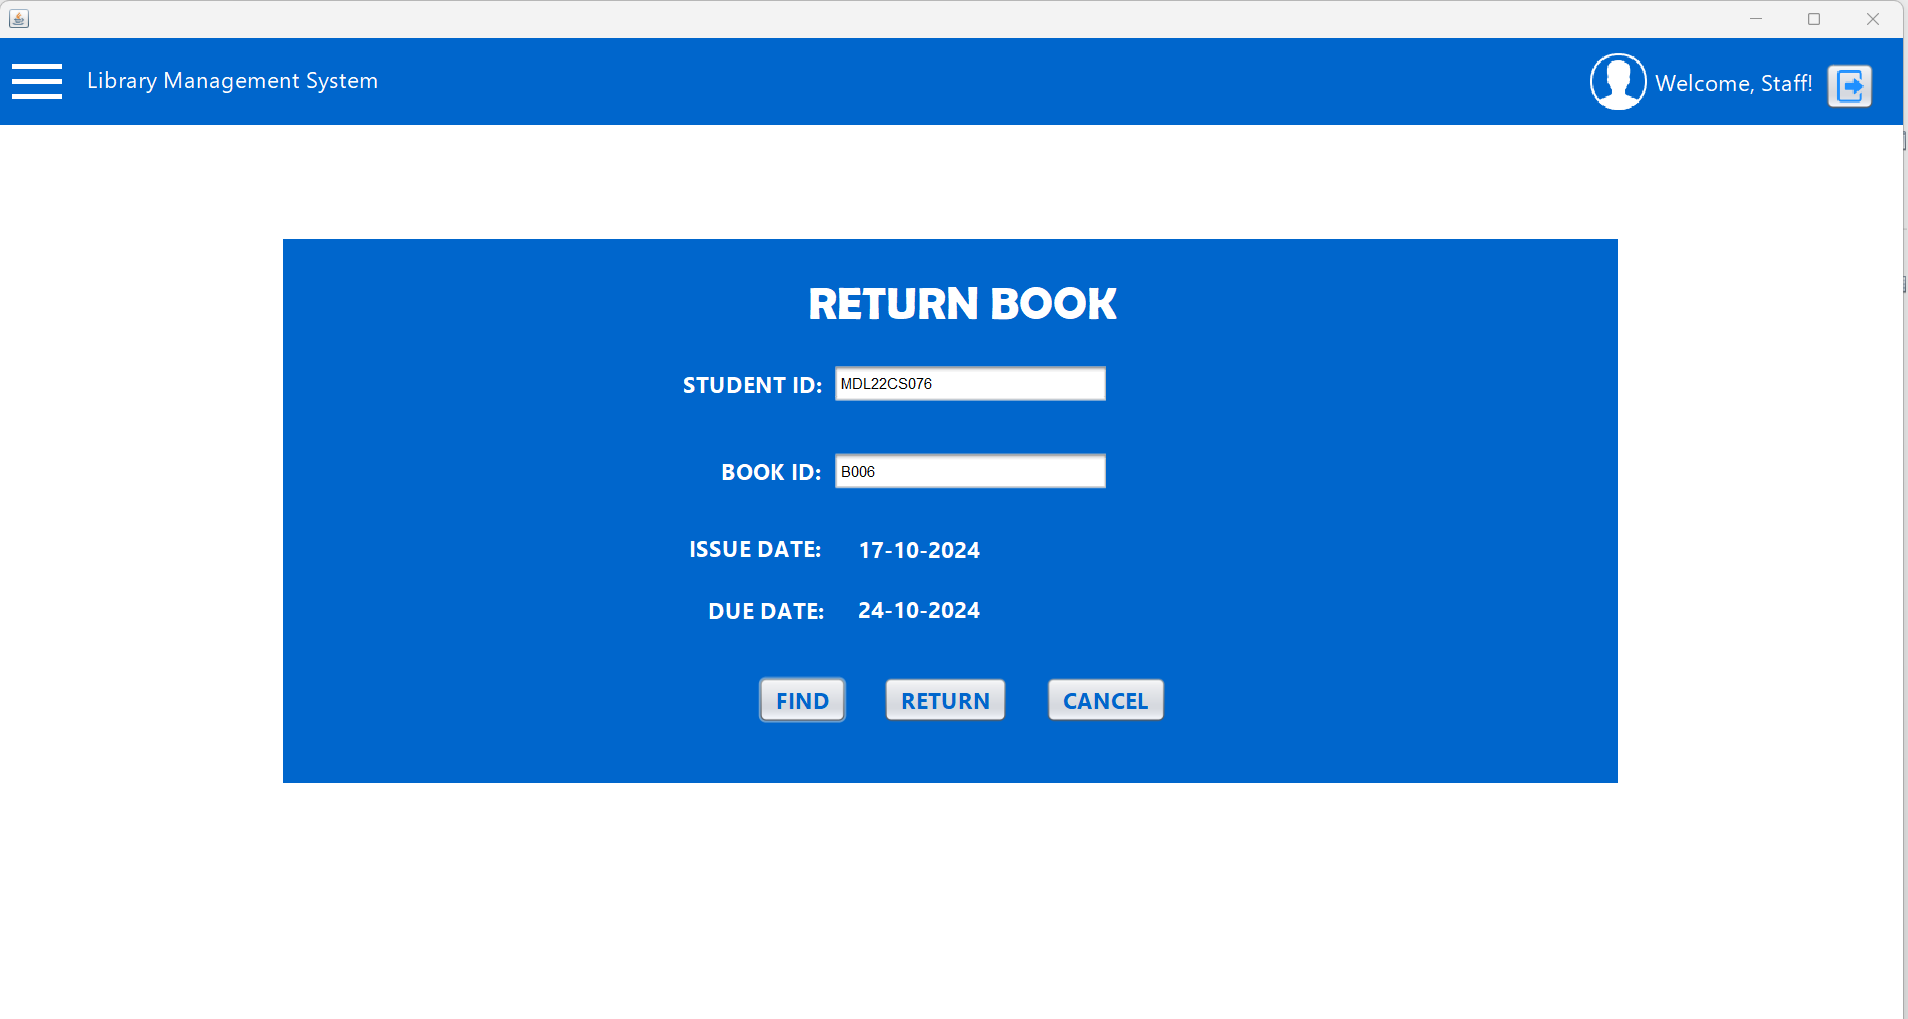 Library Management System
Welcome, Staff!
RETURN BOOK
STUDENT ID: MDL22CS076
BOOK ID: B006
ISSUE DATE: 17-10-2024
DUE DATE: 24-10-2024
FIND RETURN CANCEL